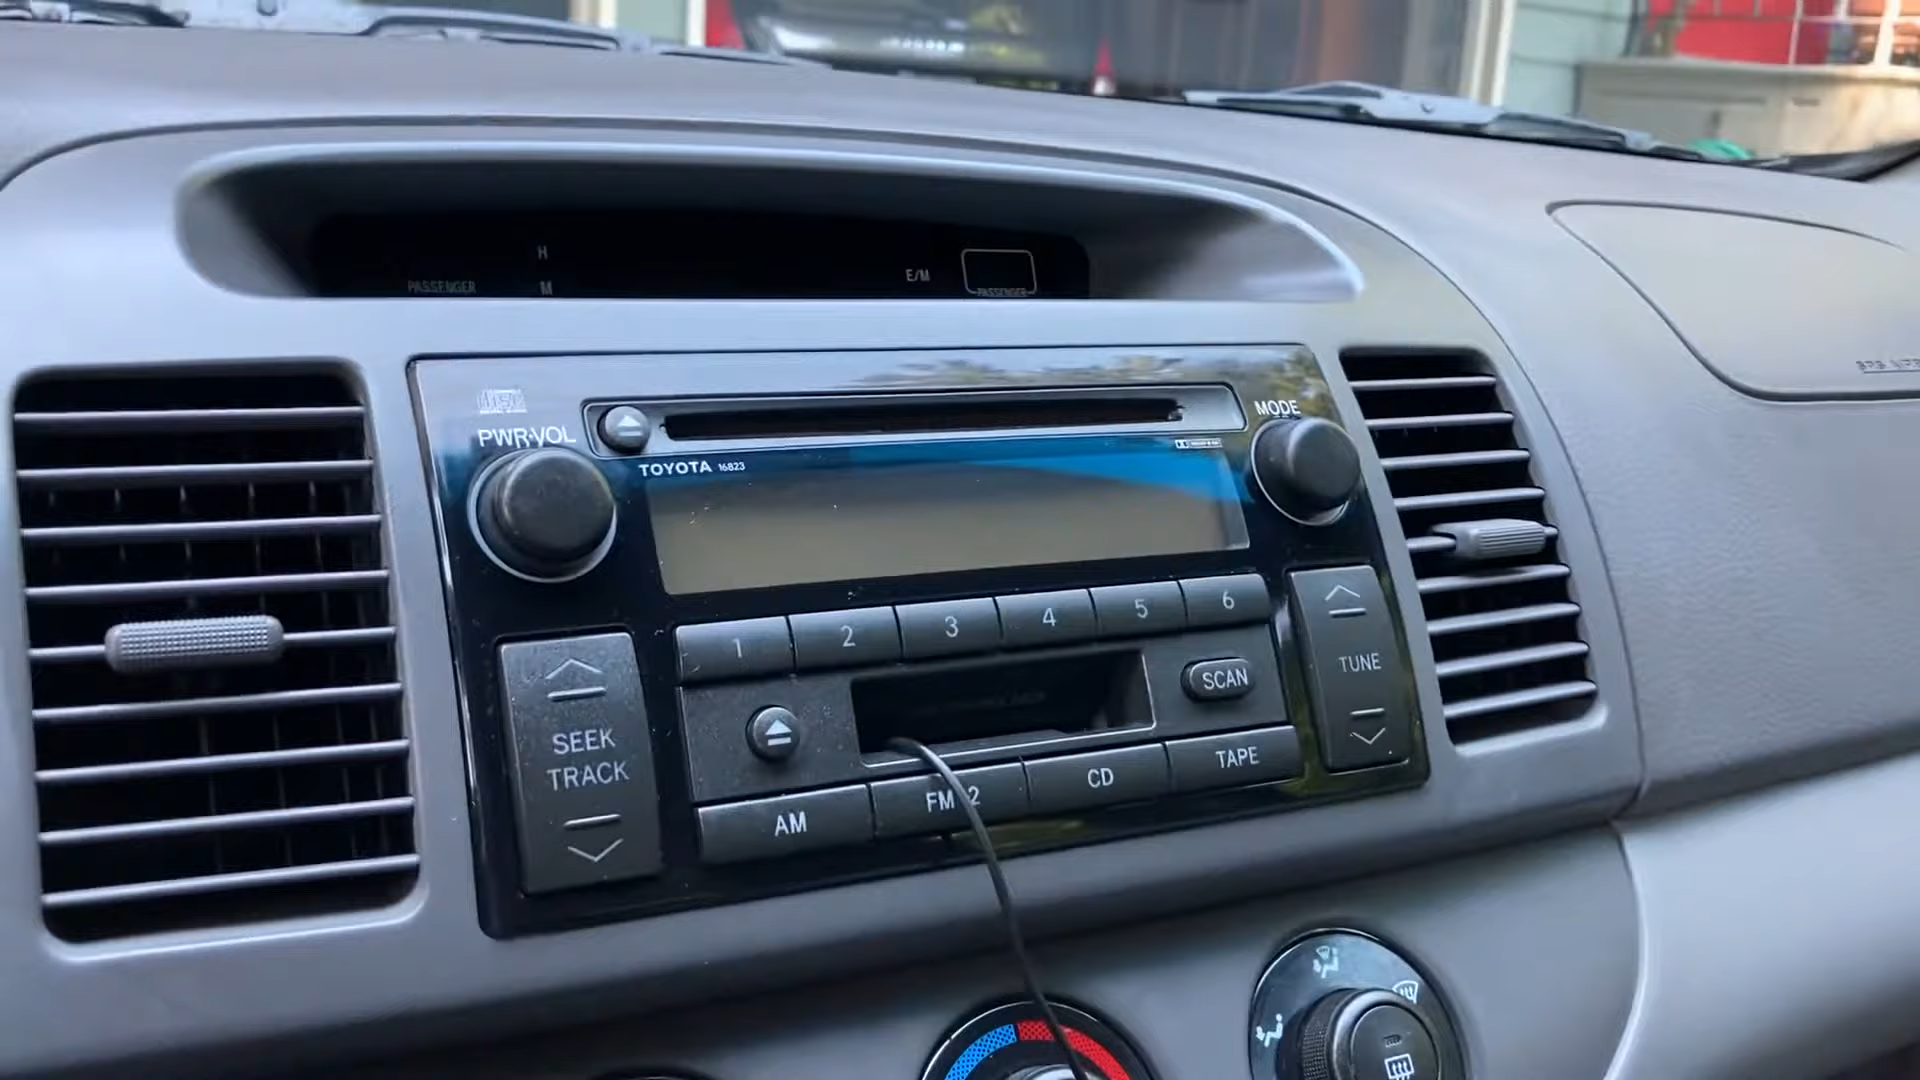 H
PASSENGER
M
E/M
PASSENGER
disc
PWR·VOL
MODE
TOYOTA 16823
1 2 3 4 5 6
SEEK
TRACK
SCAN
TUNE
AM
FM 2
CD
TAPE